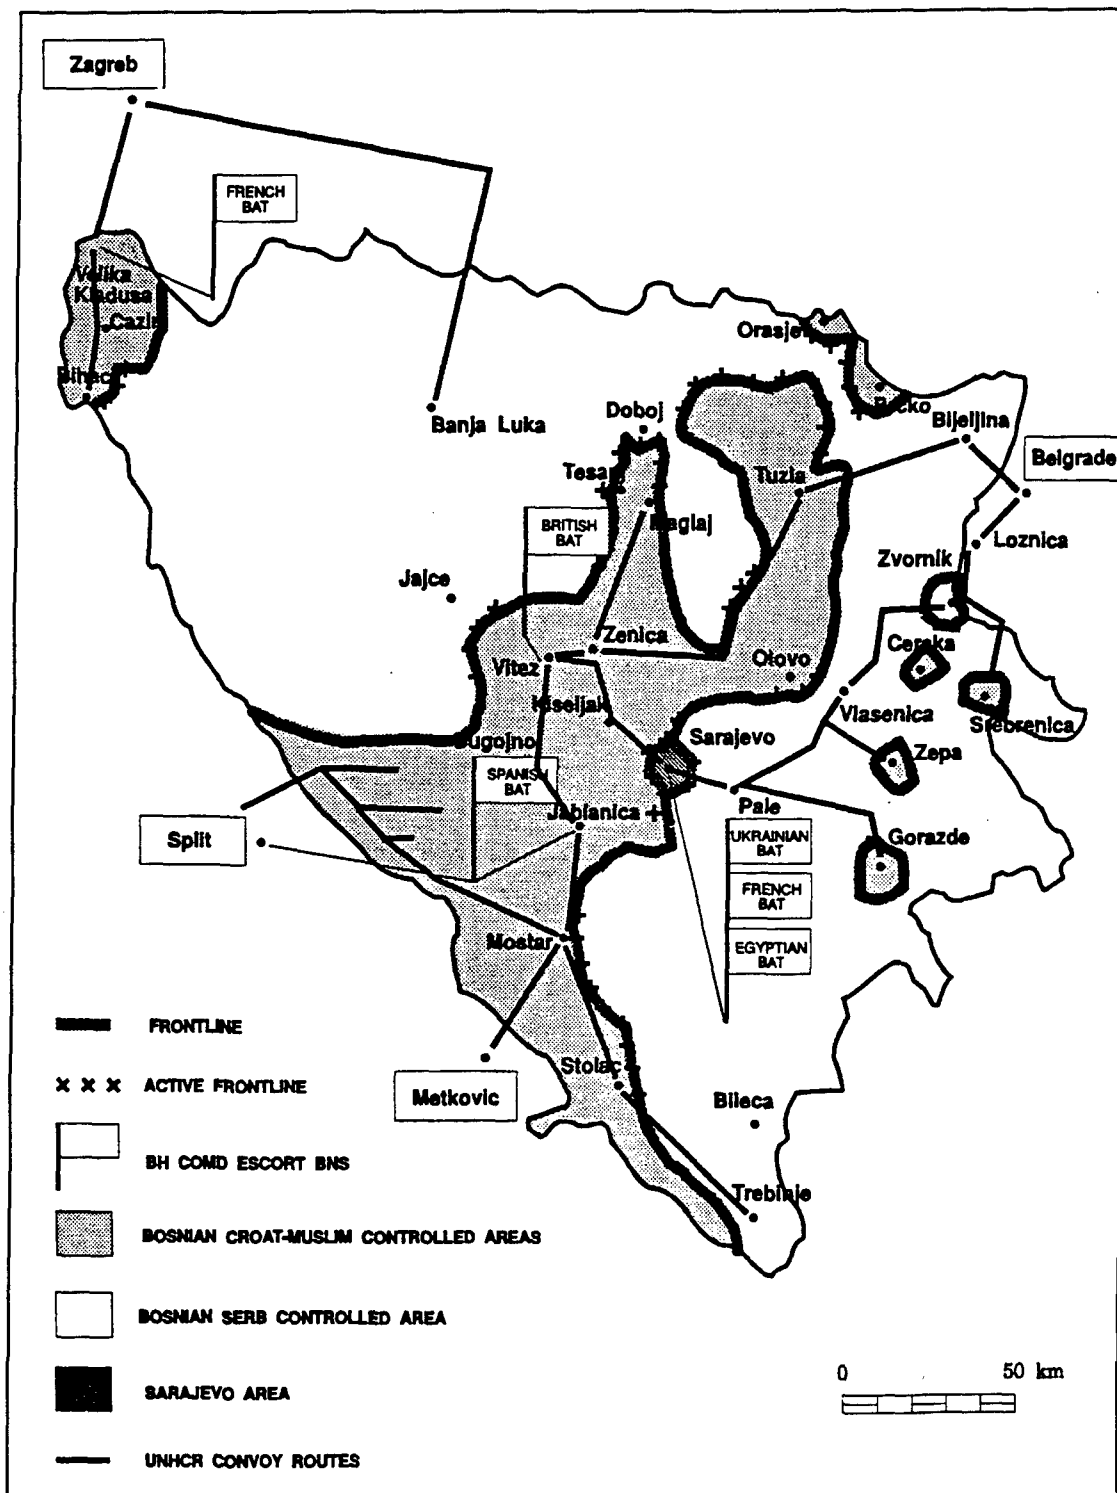 Zagreb
FRENCH
BAT
Velika
Kladusa
Cazin
Bihac
Banja Luka
Doboj
Orasje
Brcko
Bijeljina
Belgrade
Tesanj
Tuzla
Maglaj
BRITISH
BAT
Loznica
Zvornik
Jajce
Zenica
Vitez
Cerska
Olovo
Kiseljak
Vlasenica
Srebrenica
Bugojno
Sarajevo
Zepa
SPANISH
BAT
Pale
Jablanica
Split
UKRAINIAN
BAT
Gorazde
FRENCH
BAT
EGYPTIAN
BAT
Mostar
FRONTLINE
Stolac
ACTIVE FRONTLINE
Metkovic
Bileca
BH COMD ESCORT BNS
Trebinje
BOSNIAN CROAT-MUSLIM CONTROLLED AREAS
BOSNIAN SERB CONTROLLED AREA
0 50 km
SARAJEVO AREA
UNHCR CONVOY ROUTES